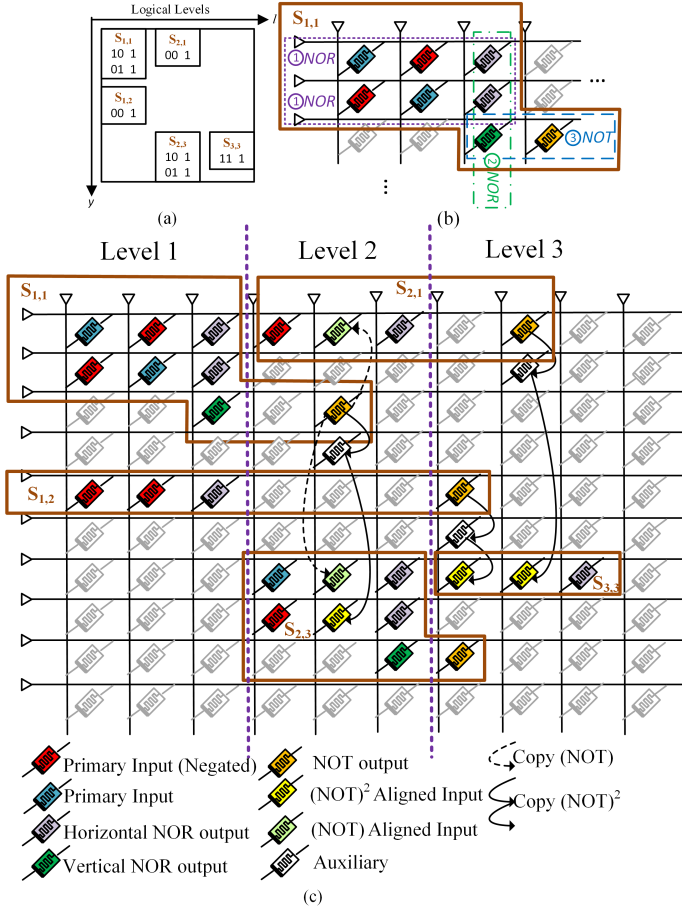 Logical Levels
l
S1,1
10 1
01 1
S2,1
00 1
S1,2
00 1
S2,3
10 1
01 1
S3,3
11 1
y
(a)
S1,1
①NOR
①NOR
...
③NOT
②NOR
...
(b)
Level 1
Level 2
Level 3
S1,1
S2,1
S1,2
S2,3
S3,3
Primary Input (Negated)
Primary Input
Horizontal NOR output
Vertical NOR output
NOT output
(NOT)² Aligned Input
(NOT) Aligned Input
Auxiliary
Copy (NOT)
Copy (NOT)²
(c)